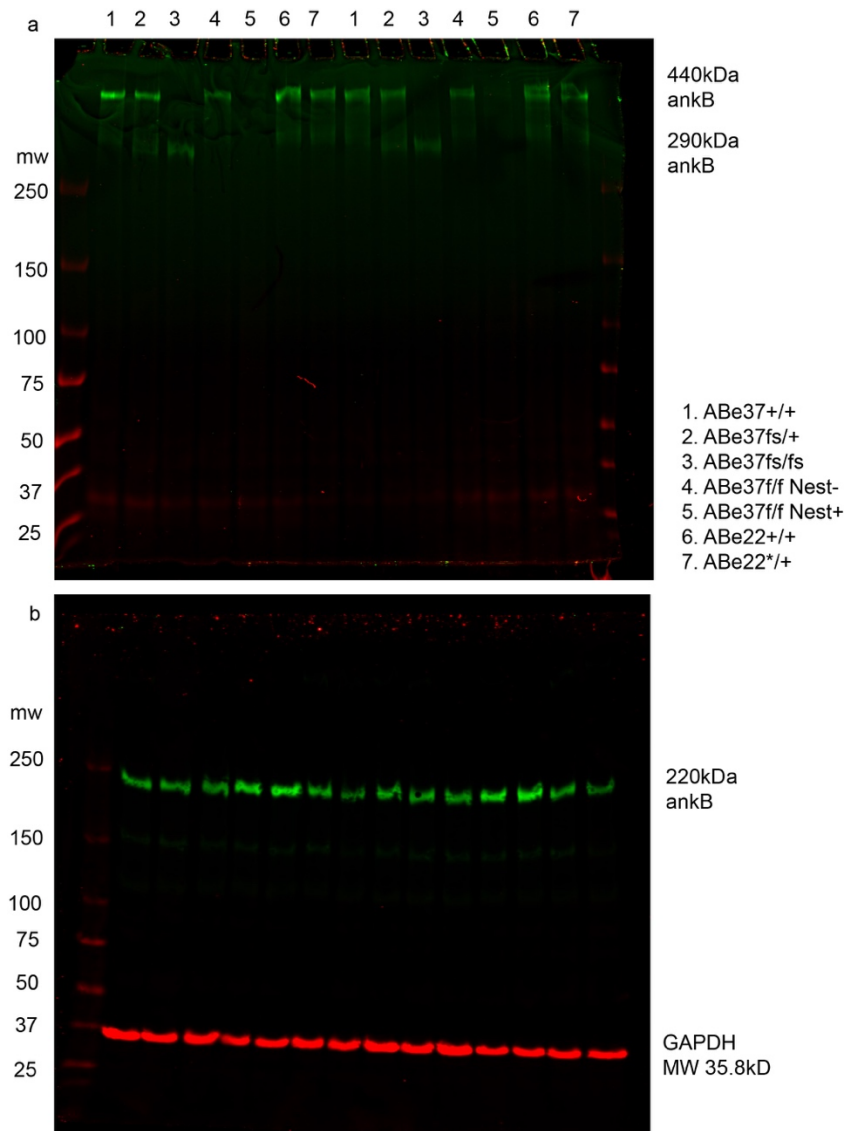 a
1 2 3 4 5 6 7 1 2 3 4 5 6 7
440kDa
ankB
290kDa
ankB
mw
250
150
100
75
50
37
25
1. ABe37+/+
2. ABe37fs/+
3. ABe37fs/fs
4. ABe37f/f Nest-
5. ABe37f/f Nest+
6. ABe22+/+
7. ABe22*/+
b
mw
250
150
100
75
50
37
25
220kDa
ankB
GAPDH
MW 35.8kD